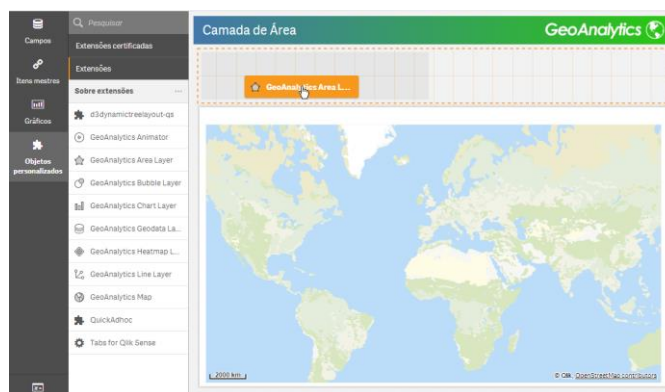 Campos
Itens mestres
Gráficos
Objetos
personalizados
Pesquisar
Extensões certificadas
Extensões
Sobre extensões
d3dynamictreelayout-qs
GeoAnalytics Animator
GeoAnalytics Area Layer
GeoAnalytics Bubble Layer
GeoAnalytics Chart Layer
GeoAnalytics Geodata La...
GeoAnalytics Heatmap L...
GeoAnalytics Line Layer
GeoAnalytics Map
QuickAdhoc
Tabs for Qlik Sense
Camada de Área
GeoAnalytics
GeoAnalytics Area L...
2000 km
© Qlik, OpenStreetMap contributors